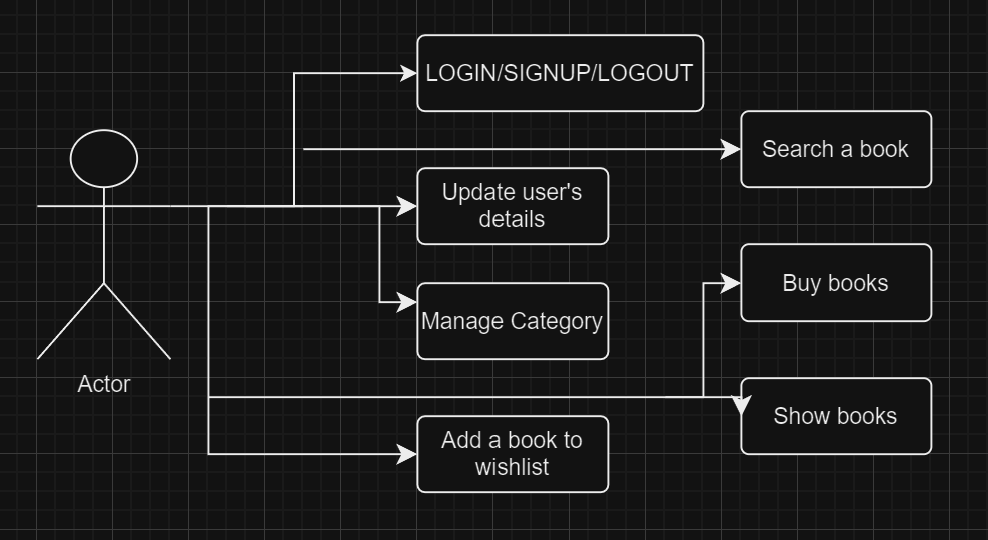 LOGIN/SIGNUP/LOGOUT
Search a book
Update user's
details
Buy books
Manage Category
Actor
Show books
Add a book to
wishlist